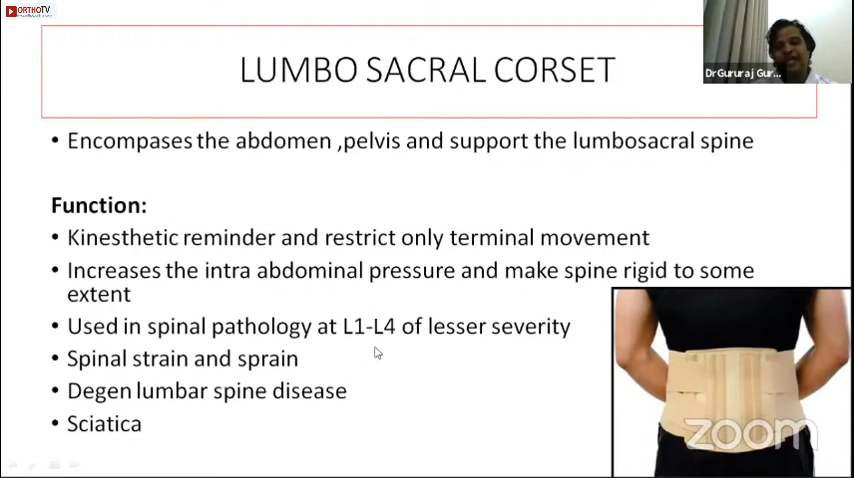 ORTHOTV
Dr Gururaj Gur...
LUMBO SACRAL CORSET
• Encompases the abdomen ,pelvis and support the lumbosacral spine
Function:
• Kinesthetic reminder and restrict only terminal movement
• Increases the intra abdominal pressure and make spine rigid to some
extent
• Used in spinal pathology at L1-L4 of lesser severity
• Spinal strain and sprain
• Degen lumbar spine disease
• Sciatica
zoom